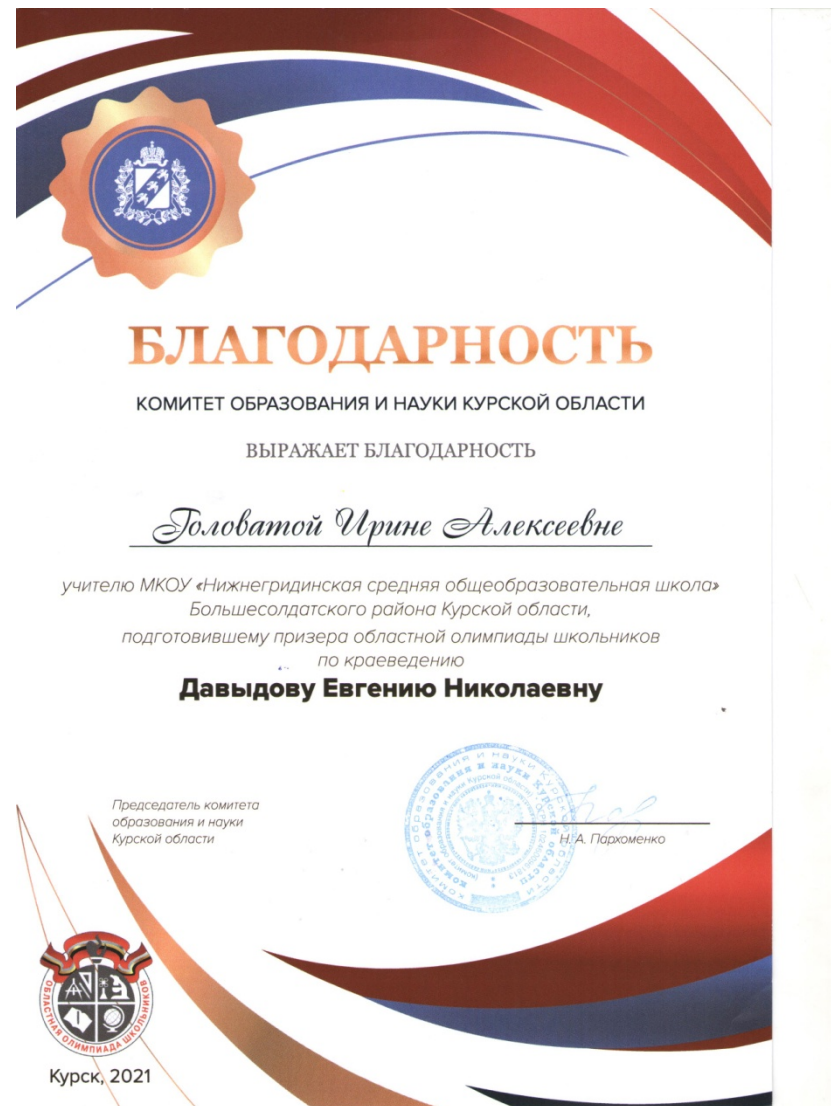 БЛАГОДАРНОСТЬ
КОМИТЕТ ОБРАЗОВАНИЯ И НАУКИ КУРСКОЙ ОБЛАСТИ
ВЫРАЖАЕТ БЛАГОДАРНОСТЬ
Головатой Ирине Алексеевне
учителю МКОУ «Нижнегридинская средняя общеобразовательная школа»
Большесолдатского района Курской области,
подготовившему призера областной олимпиады школьников
по краеведению
Давыдову Евгению Николаевну
Председатель комитета
образования и науки
Курской области
Н. А. Пархоменко
ОБЛАСТНАЯ ОЛИМПИАДА ШКОЛЬНИКОВ
Курск, 2021